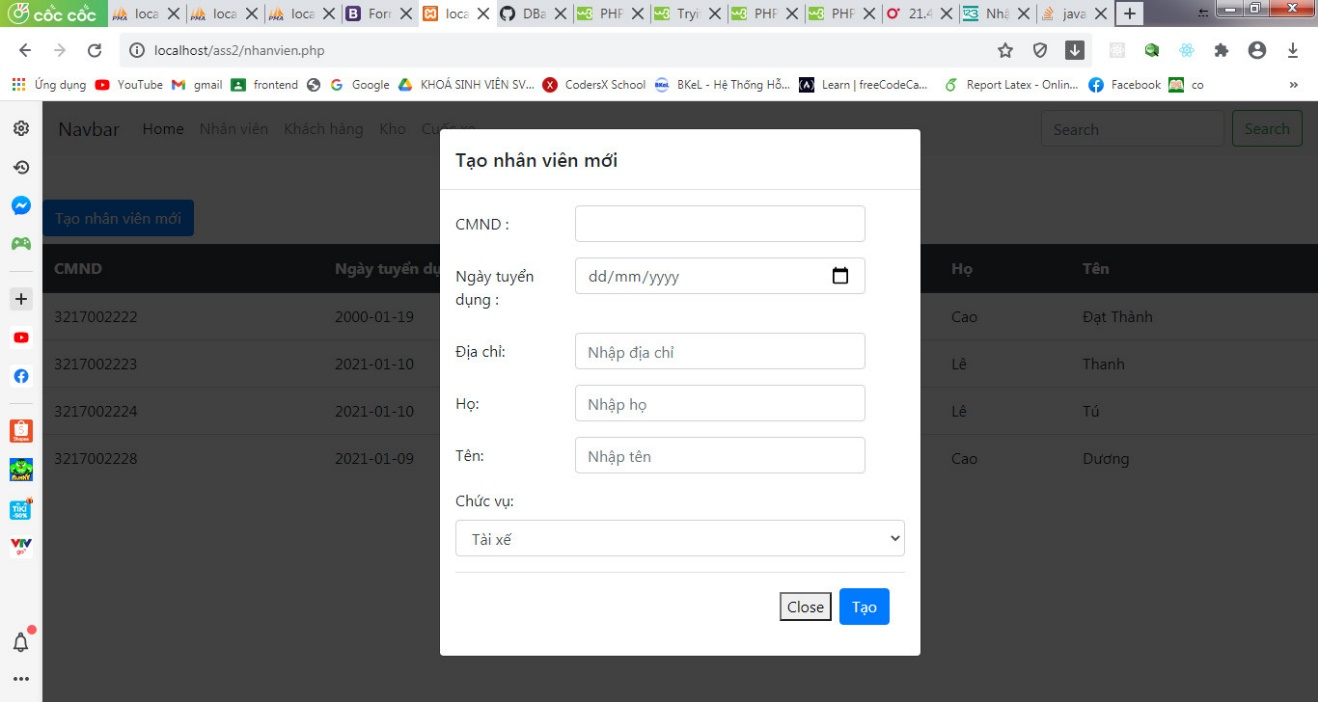 cốc cốc loca loca loca Forr loca DBa PHP Tryi PHP PHP 21.4 Nhậ java
localhost/ass2/nhanvien.php
Ứng dụng YouTube gmail frontend Google KHOÁ SINH VIÊN SV... CodersX School BKeL - Hệ Thống Hỗ... Learn | freeCodeCa... Report Latex - Onlin... Facebook co
Navbar Home Nhân viên Khách hàng Kho Search Search
Tạo nhân viên mới
Tạo nhân viên mới
CMND :
CMND Ngày tuyển dụ Họ Tên
Ngày tuyển dd/mm/yyyy
dụng :
3217002222 2000-01-19 Cao Đạt Thành
Địa chỉ: Nhập địa chỉ
3217002223 2021-01-10 Lê Thanh
Họ: Nhập họ
3217002224 2021-01-10 Lê Tú
Tên: Nhập tên
3217002228 2021-01-09 Cao Dương
Chức vụ:
Tài xế
Close Tạo